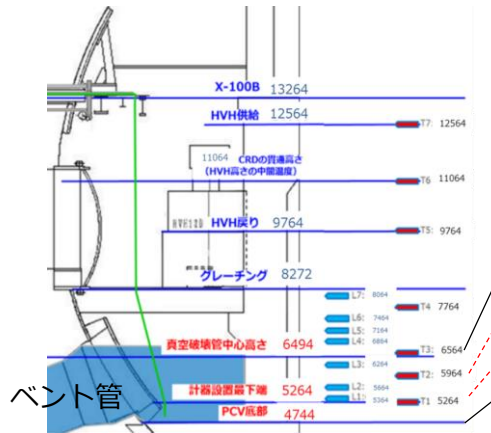 X-100B 13264
HVH供給 12564
T7: 12564
11064 CRDの貫通高さ
(HVH高さの中間温度)
T6 11064
HVH戻り 9764
T5: 9764
グレーチング 8272
L7: 8064
T4 7764
L6: 7464
L5: 7164
L4: 6864
真空破壊管中心高さ 6494
T3: 6564
L3: 6264
T2: 5964
L2: 5664
計器設置最下端 5264
L1: 5364
T1 5264
ベント管
PCV底部 4744